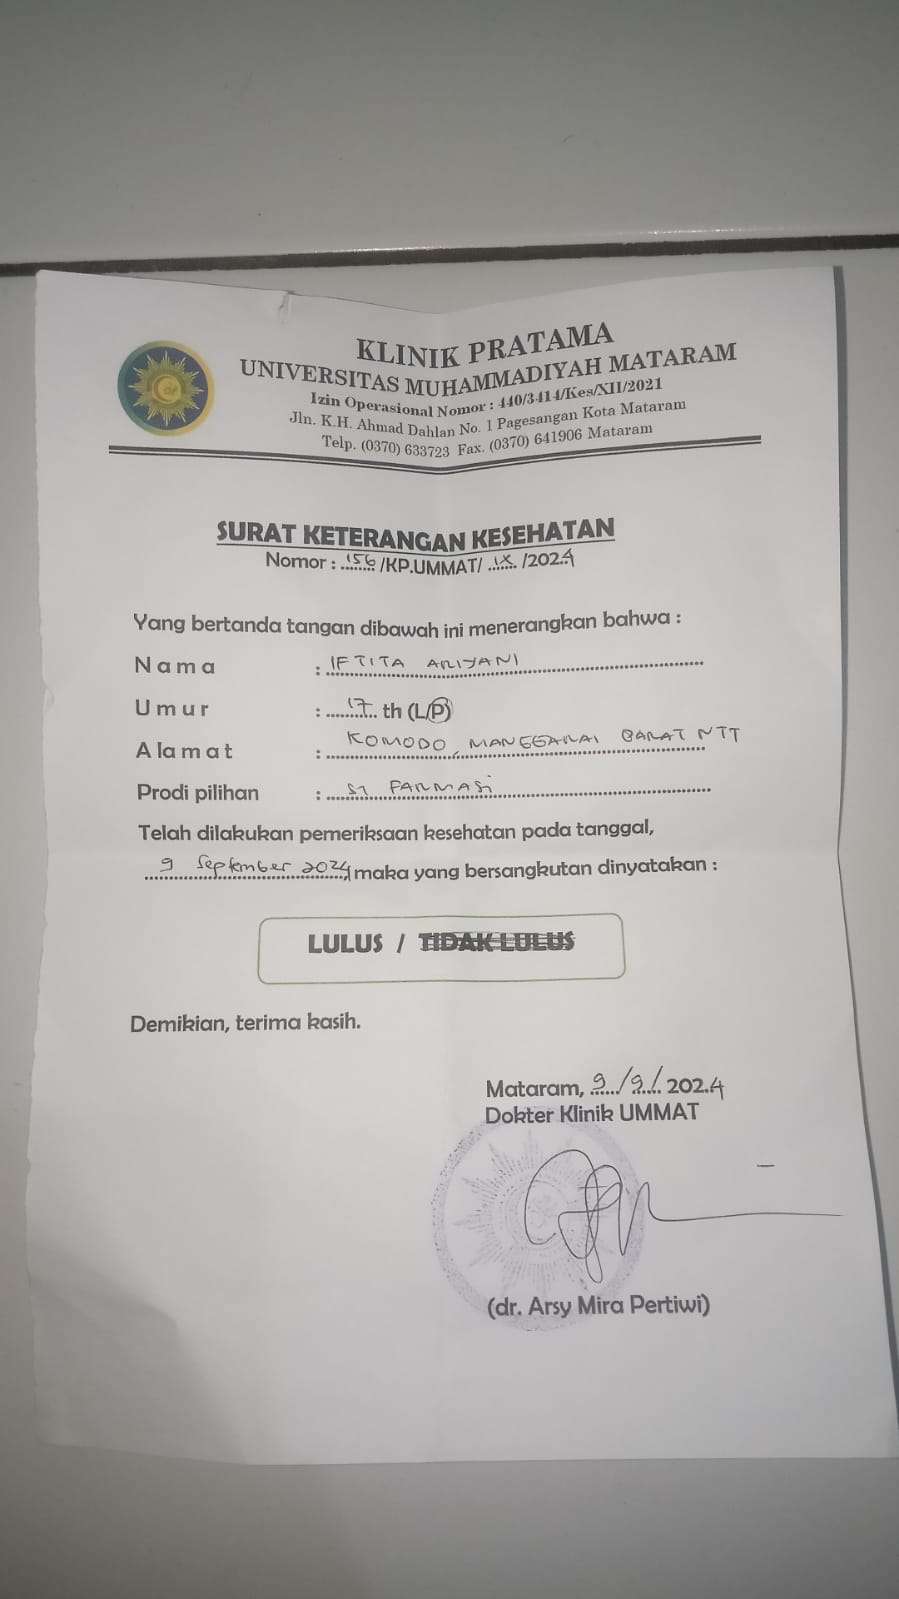 KLINIK PRATAMA
UNIVERSITAS MUHAMMADIYAH MATARAM
Izin Operasional Nomor : 440/3414/Kes/XII/2021
Jln. K.H. Ahmad Dahlan No. 1 Pagesangan Kota Mataram
Telp. (0370) 633723 Fax. (0370) 641906 Mataram
SURAT KETERANGAN KESEHATAN
Nomor : 156/KP.UMMAT/ IX /2024
Yang bertanda tangan dibawah ini menerangkan bahwa :
Nama : IFTITA ARIYANI
Umur : 17 th (L/P)
Alamat : KOMODO, MANGGARAI BARAT NTT
Prodi pilihan : S1 FARMASI
Telah dilakukan pemeriksaan kesehatan pada tanggal,
9 September 2024 maka yang bersangkutan dinyatakan :
LULUS / TIDAK LULUS
Demikian, terima kasih.
Mataram, 9 / 9 / 2024
Dokter Klinik UMMAT
(dr. Arsy Mira Pertiwi)